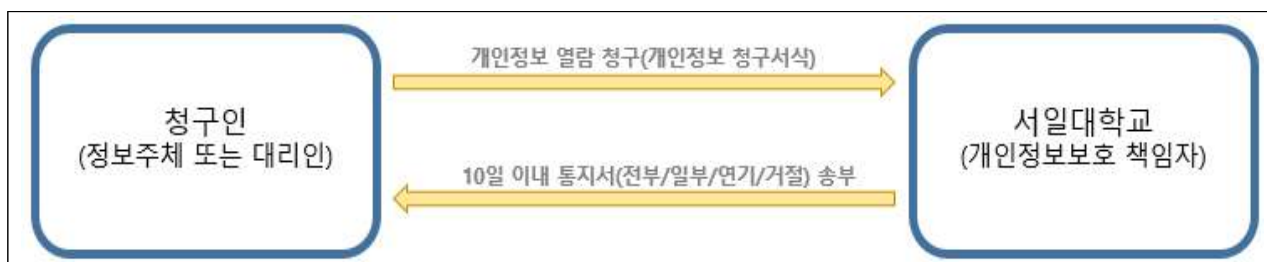 개인정보 열람 청구(개인정보 청구서식)
청구인
(정보주체 또는 대리인)
서일대학교
(개인정보보호 책임자)
10일 이내 통지서(전부/일부/연기/거절) 송부